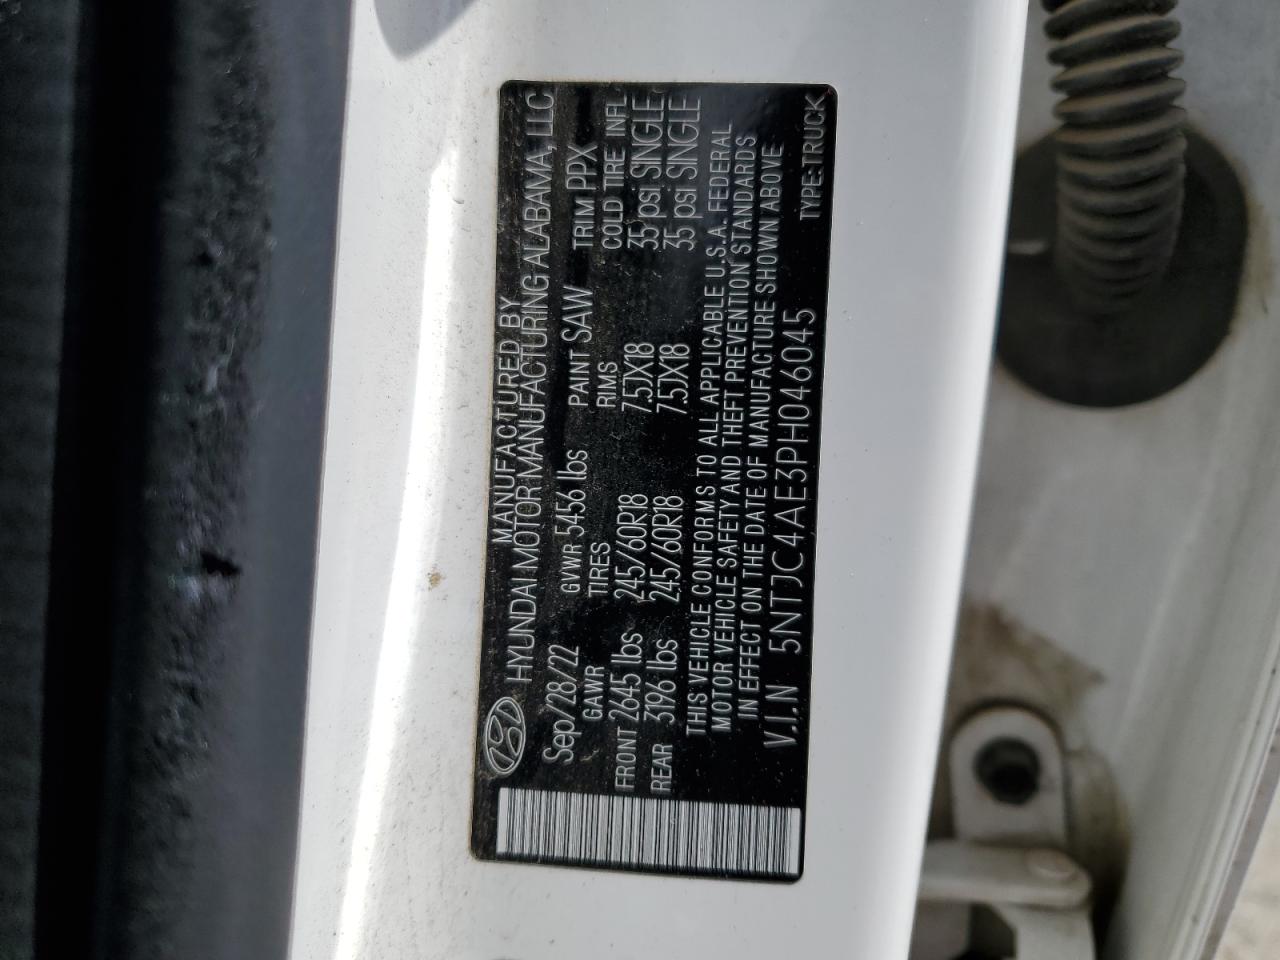 MANUFACTURED BY
HYUNDAI MOTOR MANUFACTURING ALABAMA, LLC
Sep/28/22 GVWR 5456 lbs PAINT SAW TRIM PPX
GAWR TIRES RIMS COLD TIRE INFL
FRONT 2645 lbs 245/60R18 7.5JX18 35 psi SINGLE
REAR 3196 lbs 245/60R18 7.5JX18 35 psi SINGLE
THIS VEHICLE CONFORMS TO ALL APPLICABLE U.S.A. FEDERAL
MOTOR VEHICLE SAFETY AND THEFT PREVENTION STANDARDS
IN EFFECT ON THE DATE OF MANUFACTURE SHOWN ABOVE
V.I.N 5NTJC4AE3PH046045 TYPE:TRUCK